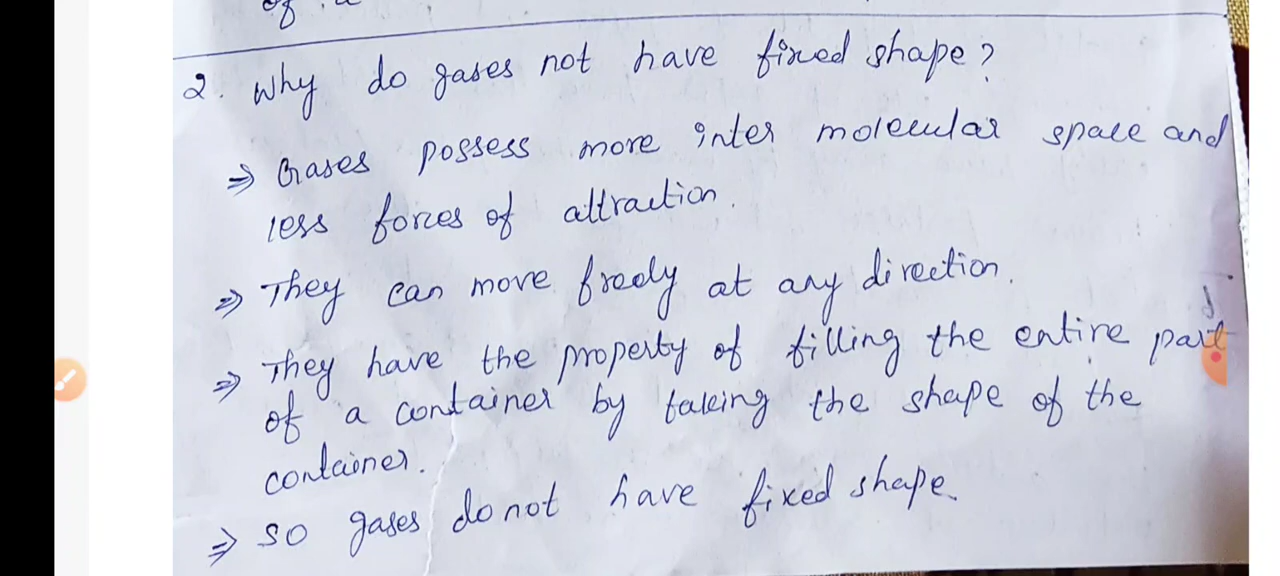 2. Why do gases not have fixed shape?
⇒ Gases possess more inter molecular space and
less forces of attraction.
⇒ They can move freely at any direction.
⇒ They have the property of filling the entire part
of a container by taking the shape of the
container.
⇒ so gases do not have fixed shape.